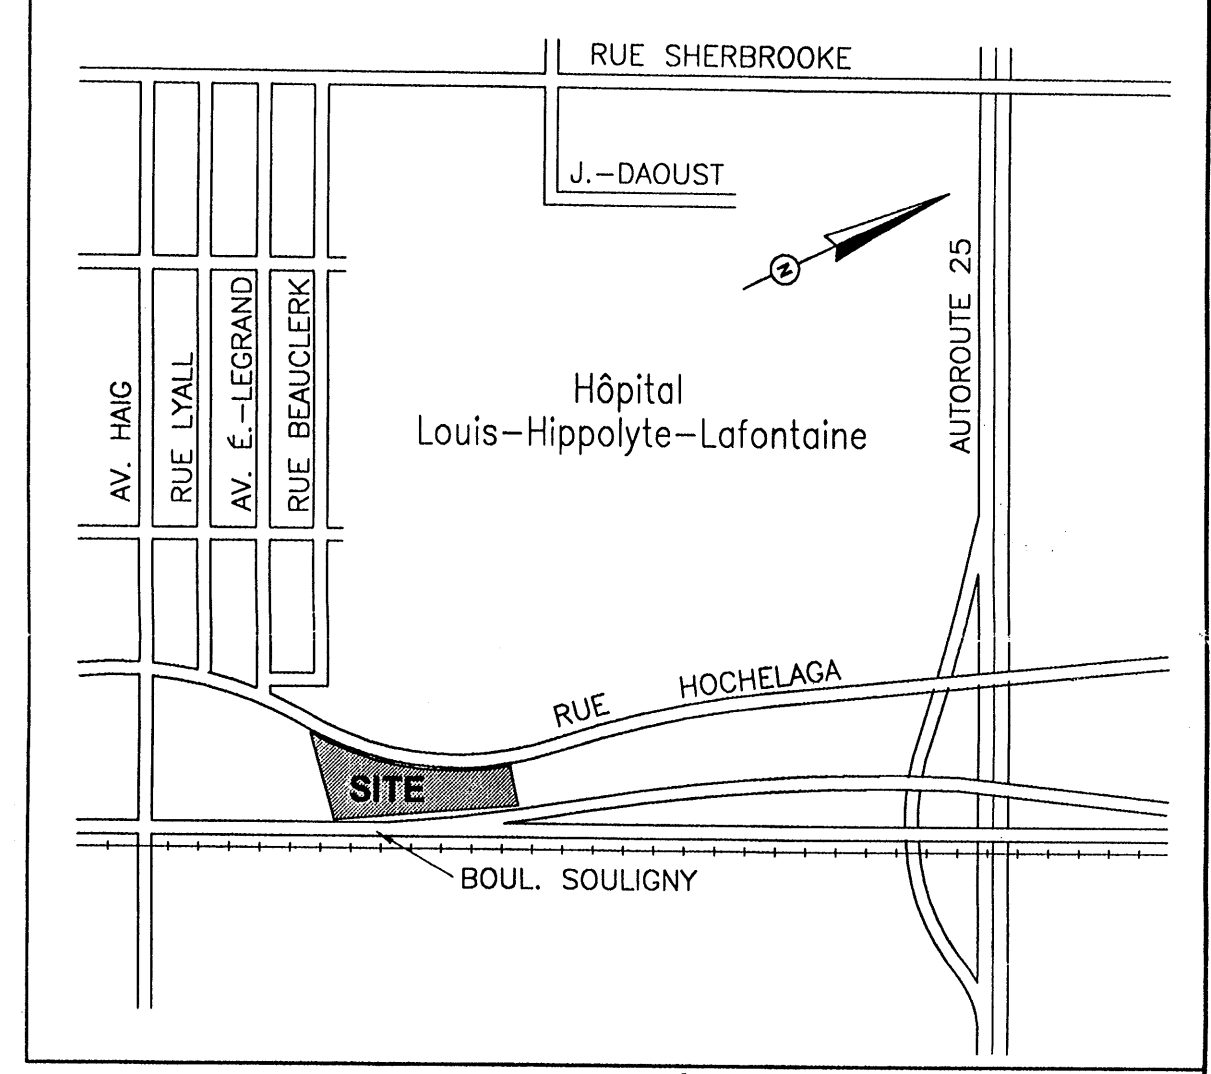 RUE SHERBROOKE
J.-DAOUST
N
AUTOROUTE 25
AV. HAIG
RUE LYALL
AV. É.-LEGRAND
RUE BEAUCLERK
Hôpital
Louis-Hippolyte-Lafontaine
RUE HOCHELAGA
SITE
BOUL. SOULIGNY